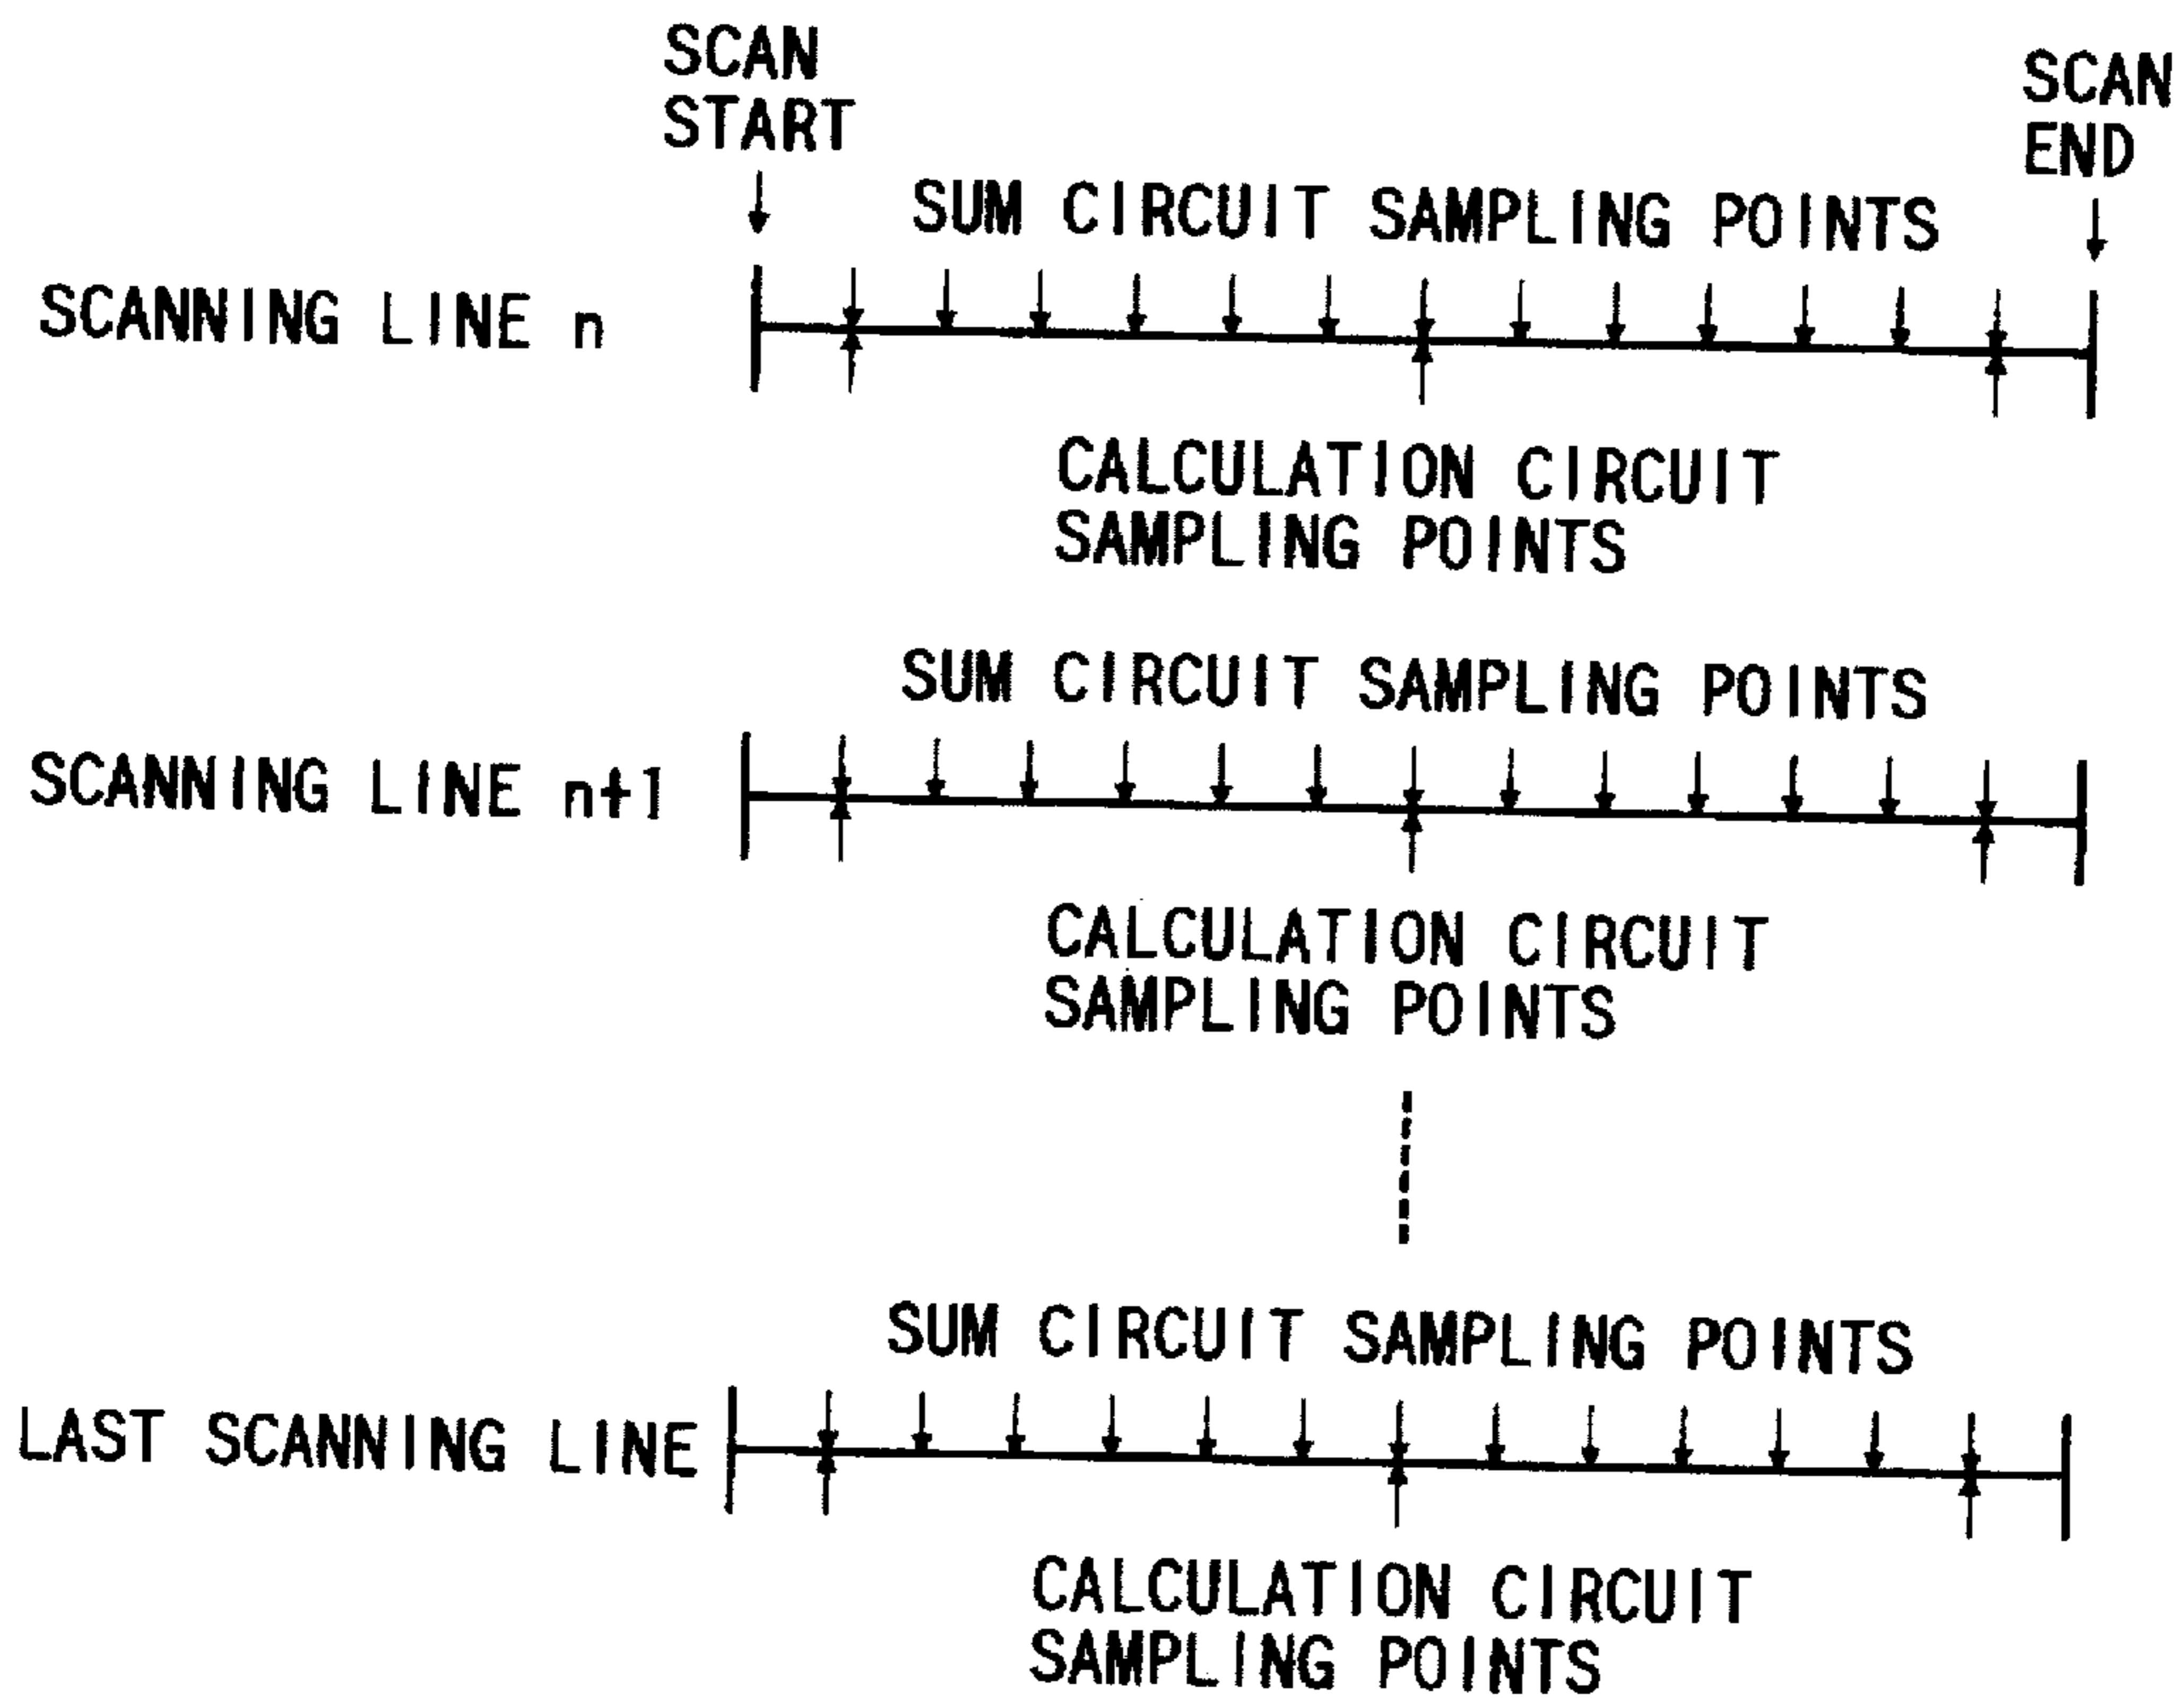 SCAN
START
SCAN
END
SUM CIRCUIT SAMPLING POINTS
SCANNING LINE n
CALCULATION CIRCUIT
SAMPLING POINTS
SUM CIRCUIT SAMPLING POINTS
SCANNING LINE n+1
CALCULATION CIRCUIT
SAMPLING POINTS
SUM CIRCUIT SAMPLING POINTS
LAST SCANNING LINE
CALCULATION CIRCUIT
SAMPLING POINTS